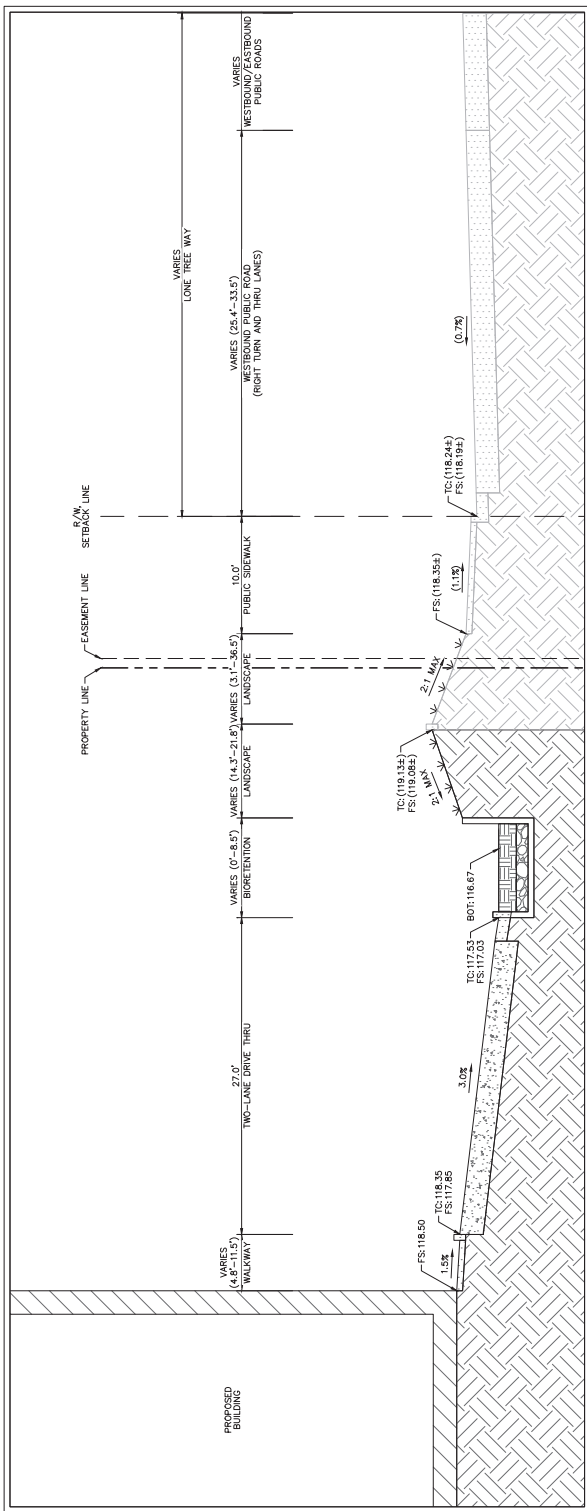 PROPOSED
BUILDING
VARIES
(4.8'-11.5')
WALKWAY
27.0'
TWO-LANE DRIVE THRU
VARIES (0'-8.5')
BIORETENTION
VARIES (14.3'-21.8')
LANDSCAPE
VARIES (3.1'-36.5')
LANDSCAPE
10.0'
PUBLIC SIDEWALK
VARIES (25.4'-33.5')
WESTBOUND PUBLIC ROAD
(RIGHT TURN AND THRU LANES)
VARIES
WESTBOUND/EASTBOUND
PUBLIC ROADS
VARIES
LONE TREE WAY
PROPERTY LINE
EASEMENT LINE
R/W,
SETBACK LINE
FS:118.50
1.5%
TC:118.35
FS:117.85
3.0%
TC:117.53
FS:117.03
BOT:116.67
2:1 MAX
TC:(119.13±)
FS:(119.08±)
2:1 MAX
FS:(118.35±)
(1.1%)
TC:(118.24±)
FS:(118.19±)
(0.7%)